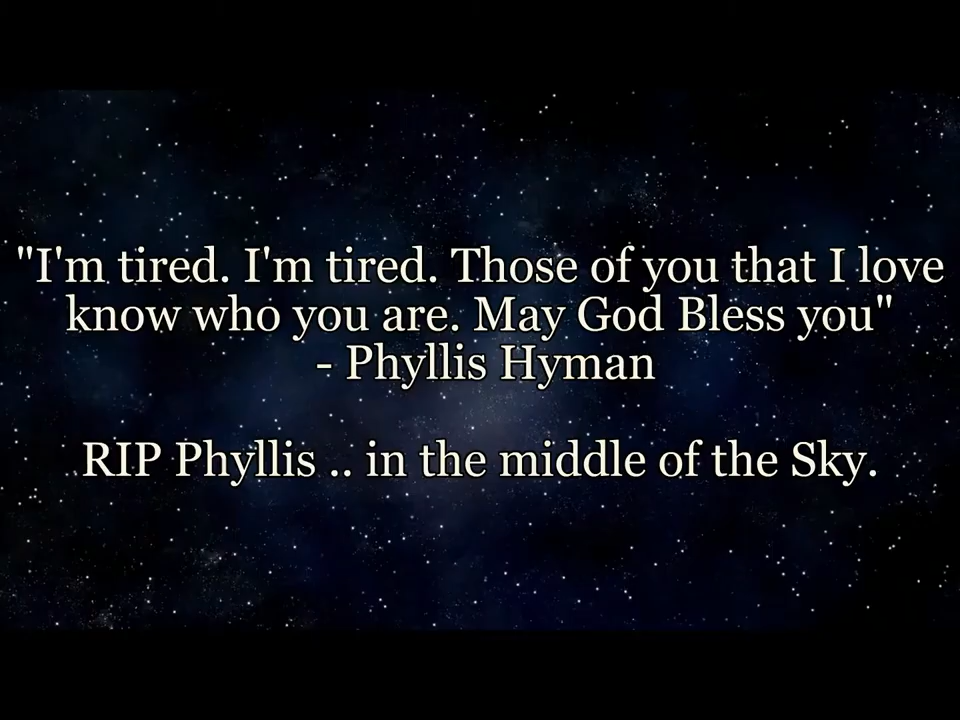 "I'm tired. I'm tired. Those of you that I love
know who you are. May God Bless you"
- Phyllis Hyman
RIP Phyllis .. in the middle of the Sky.